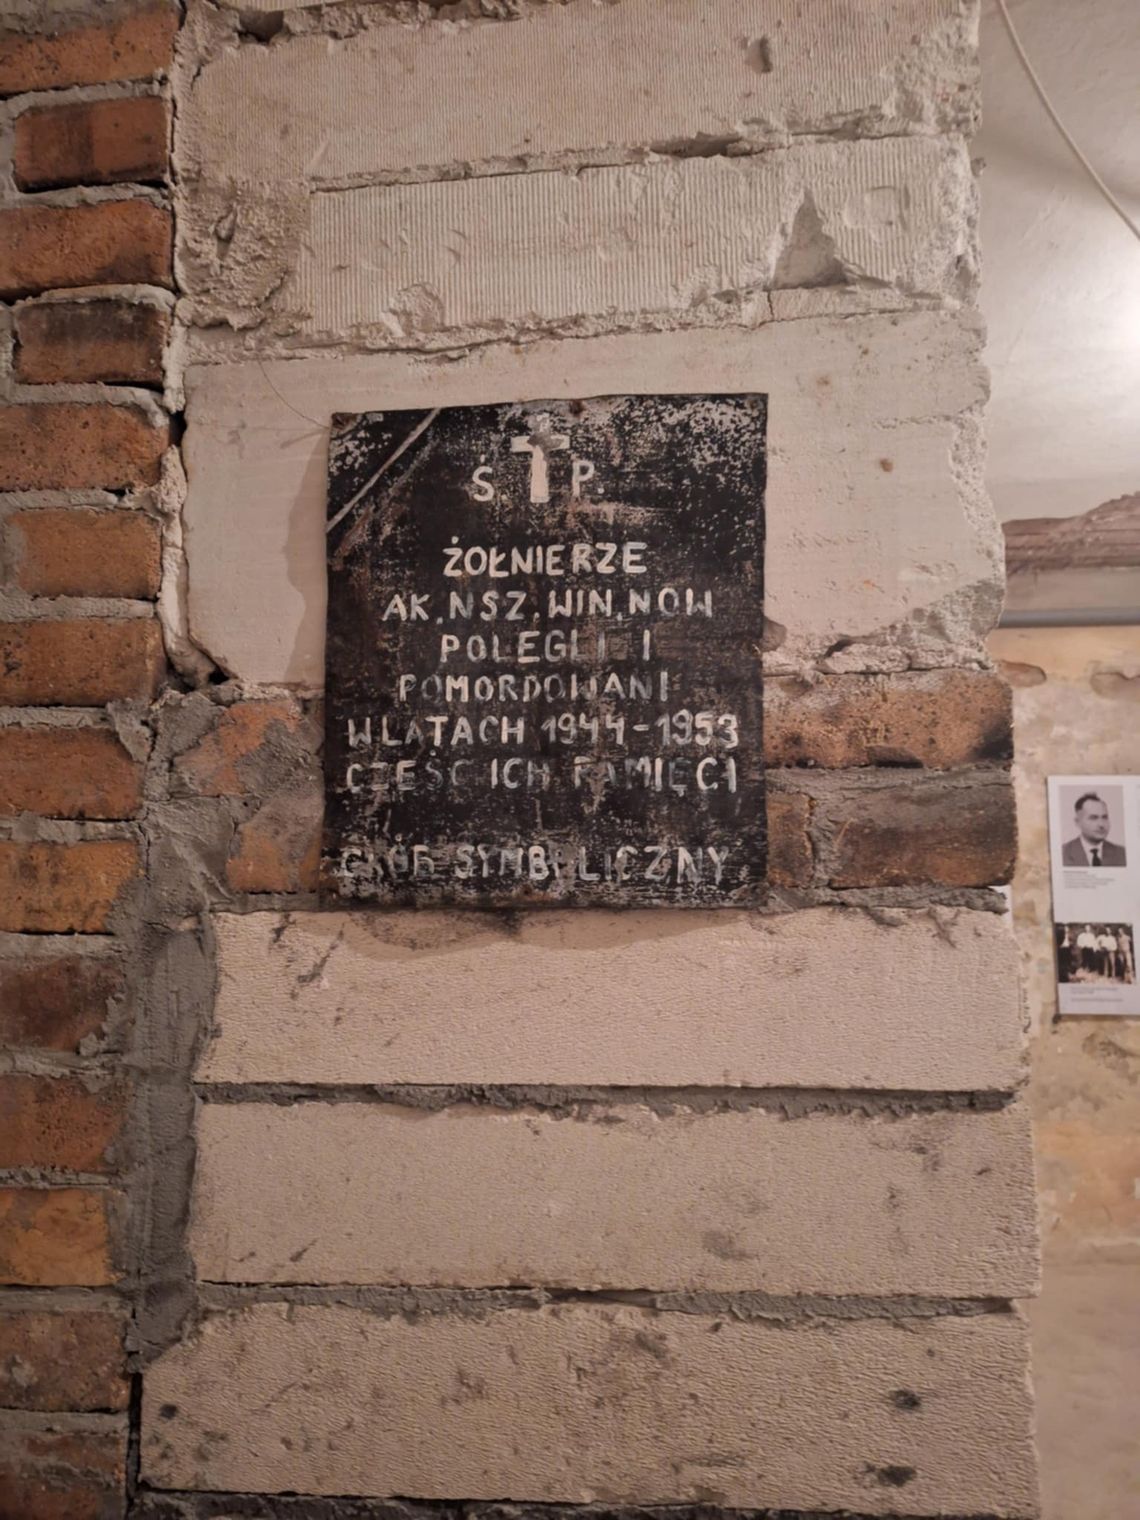 Ś. P.
ŻOŁNIERZE
AK, NSZ, WIN, NOW
POLEGLI I
POMORDOWANI
W LATACH 1944-1953
CZEŚĆ ICH PAMIĘCI
GRÓB SYMBOLICZNY